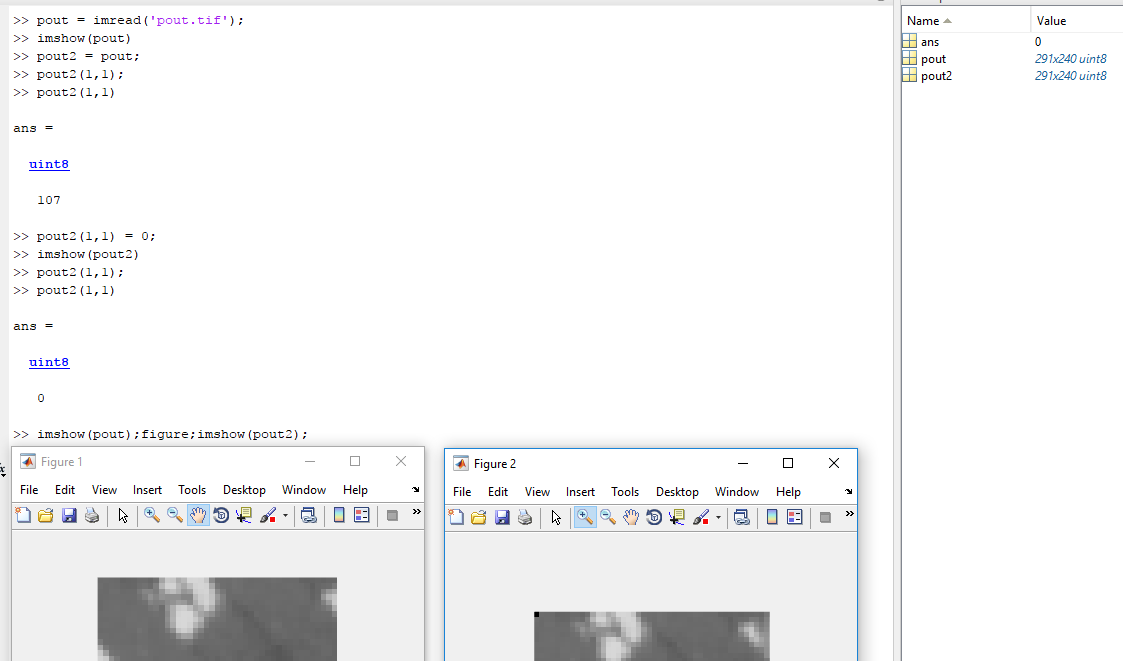 >> pout = imread('pout.tif');
>> imshow(pout)
>> pout2 = pout;
>> pout2(1,1);
>> pout2(1,1)
ans =
uint8
107
>> pout2(1,1) = 0;
>> imshow(pout2)
>> pout2(1,1);
>> pout2(1,1)
ans =
uint8
0
>> imshow(pout);figure;imshow(pout2);
Name Value
ans 0
pout 291x240 uint8
pout2 291x240 uint8
Figure 1
File Edit View Insert Tools Desktop Window Help
Figure 2
File Edit View Insert Tools Desktop Window Help